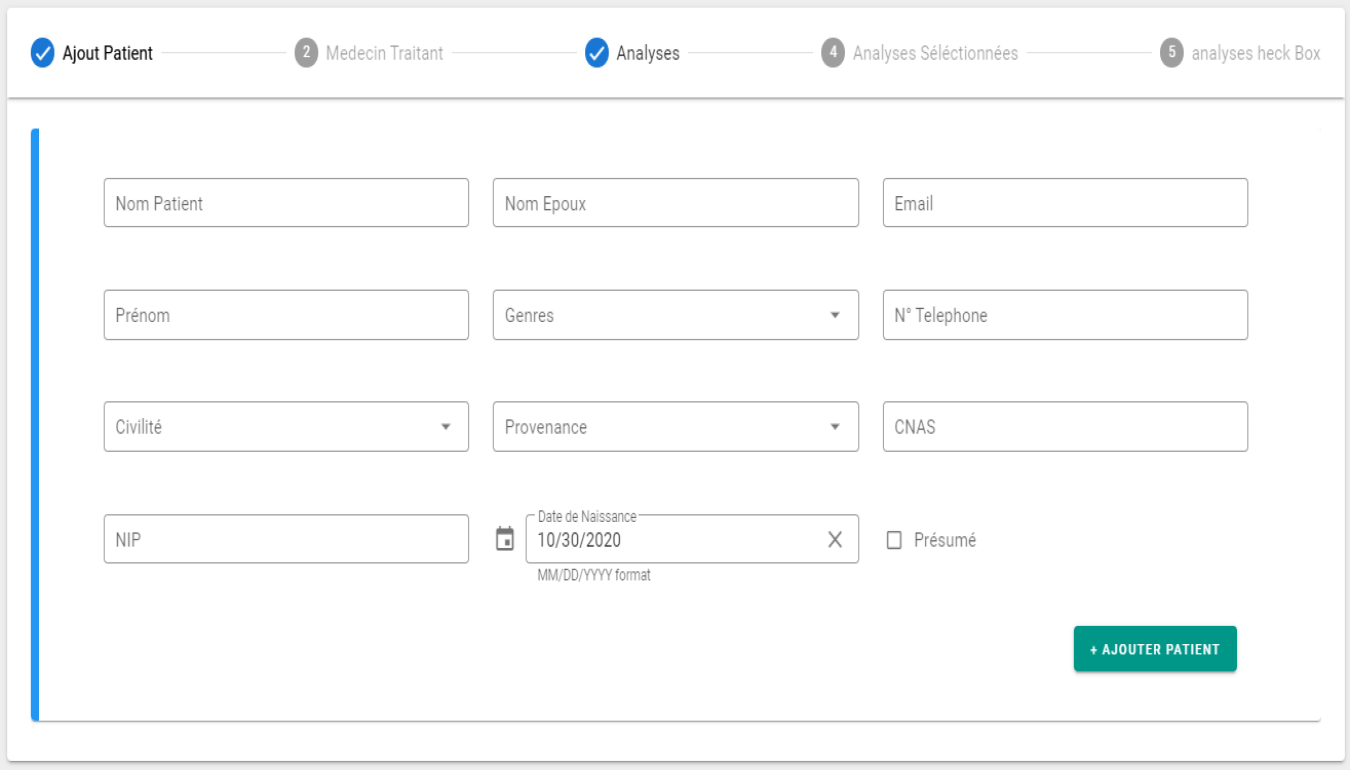 Ajout Patient 2 Medecin Traitant Analyses 4 Analyses Séléctionnées 5 analyses heck Box
Nom Patient Nom Epoux Email
Prénom Genres N° Telephone
Civilité Provenance CNAS
Date de Naissance
NIP 10/30/2020 Présumé
MM/DD/YYYY format
+ AJOUTER PATIENT